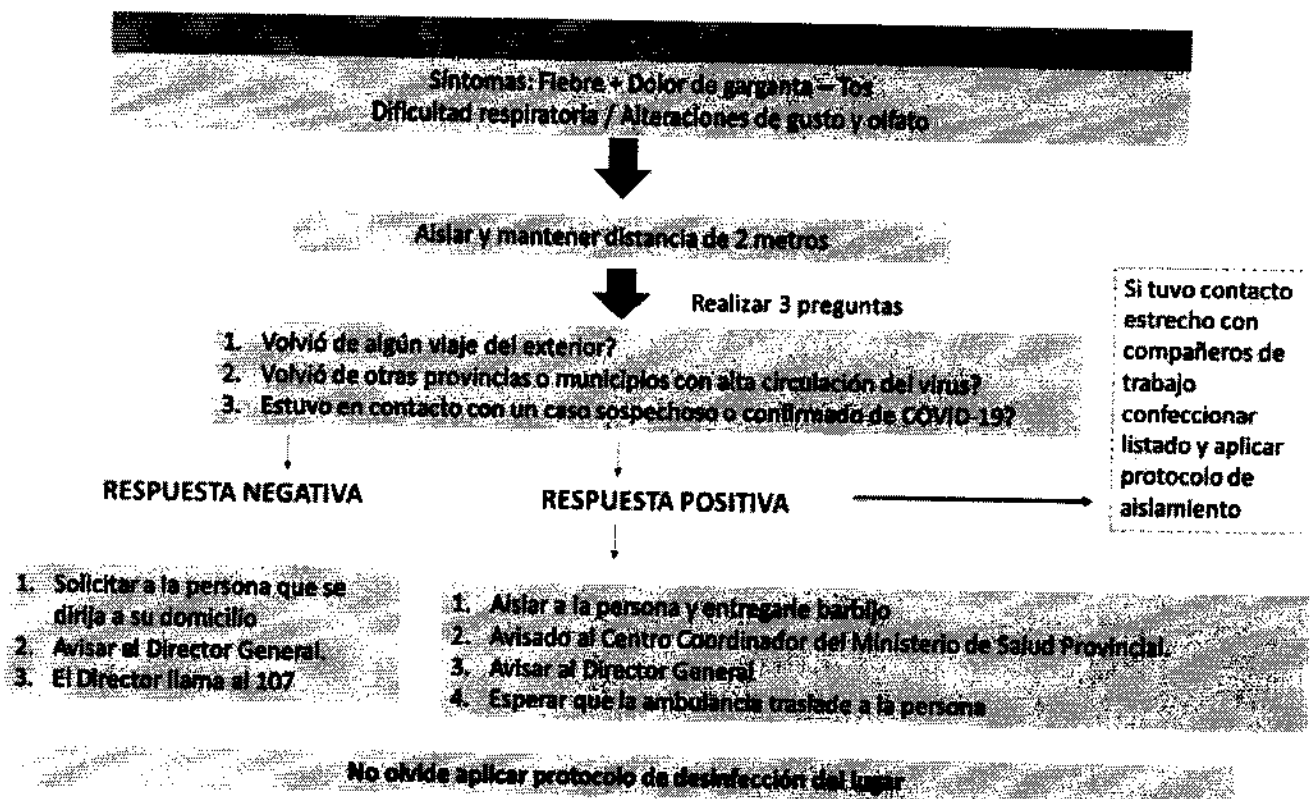 Síntomas: Fiebre + Dolor de garganta – Tos
Dificultad respiratoria / Alteraciones de gusto y olfato
Aislar y mantener distancia de 2 metros
Realizar 3 preguntas
1. Volvió de algún viaje del exterior?
2. Volvió de otras provincias o municipios con alta circulación del virus?
3. Estuvo en contacto con un caso sospechoso o confirmado de COVID-19?
Si tuvo contacto
estrecho con
compañeros de
trabajo
confeccionar
listado y aplicar
protocolo de
aislamiento
RESPUESTA NEGATIVA
RESPUESTA POSITIVA
1. Solicitar a la persona que se
dirija a su domicilio
2. Avisar al Director General.
3. El Director llama al 107
1. Aislar a la persona y entregarle barbijo
2. Avisado al Centro Coordinador del Ministerio de Salud Provincial.
3. Avisar al Director General
4. Esperar que la ambulancia traslade a la persona
No olvide aplicar protocolo de desinfección del lugar